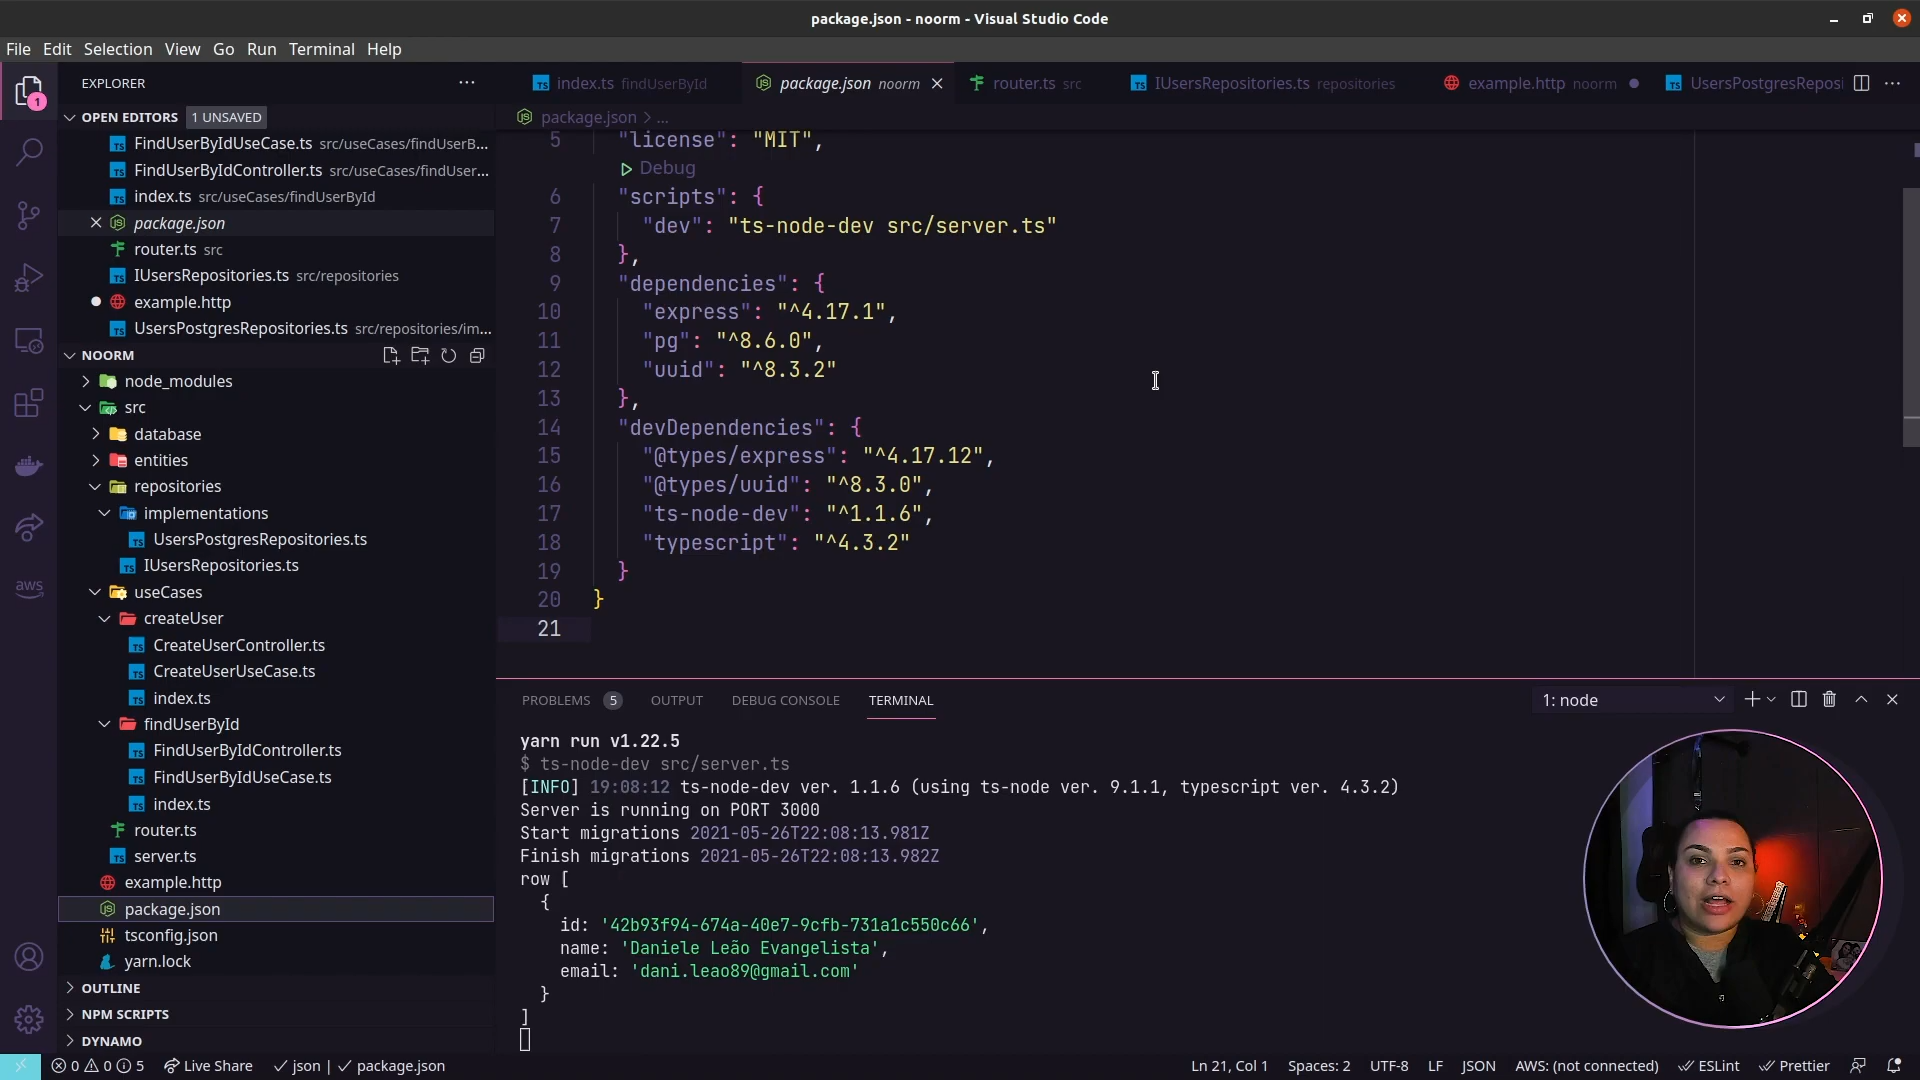 package.json - noorm - Visual Studio Code
File Edit Selection View Go Run Terminal Help
1
EXPLORER
OPEN EDITORS 1 UNSAVED
FindUserByIdUseCase.ts src/useCases/findUserB...
FindUserByIdController.ts src/useCases/findUser...
index.ts src/useCases/findUserById
package.json
router.ts src
IUsersRepositories.ts src/repositories
example.http
UsersPostgresRepositories.ts src/repositories/im...
NOORM
node_modules
src
database
entities
repositories
implementations
UsersPostgresRepositories.ts
IUsersRepositories.ts
useCases
createUser
CreateUserController.ts
CreateUserUseCase.ts
index.ts
findUserById
FindUserByIdController.ts
FindUserByIdUseCase.ts
index.ts
router.ts
server.ts
example.http
package.json
tsconfig.json
yarn.lock
OUTLINE
NPM SCRIPTS
DYNAMO
aws
index.ts findUserById package.json noorm router.ts src IUsersRepositories.ts repositories example.http noorm UsersPostgresReposi
package.json > ...
5 "license": "MIT",
Debug
6 "scripts": {
7 "dev": "ts-node-dev src/server.ts"
8 },
9 "dependencies": {
10 "express": "^4.17.1",
11 "pg": "^8.6.0",
12 "uuid": "^8.3.2"
13 },
14 "devDependencies": {
15 "@types/express": "^4.17.12",
16 "@types/uuid": "^8.3.0",
17 "ts-node-dev": "^1.1.6",
18 "typescript": "^4.3.2"
19 }
20 }
21
PROBLEMS 5 OUTPUT DEBUG CONSOLE TERMINAL 1: node
yarn run v1.22.5
$ ts-node-dev src/server.ts
[INFO] 19:08:12 ts-node-dev ver. 1.1.6 (using ts-node ver. 9.1.1, typescript ver. 4.3.2)
Server is running on PORT 3000
Start migrations 2021-05-26T22:08:13.981Z
Finish migrations 2021-05-26T22:08:13.982Z
row [
{
id: '42b93f94-674a-40e7-9cfb-731a1c550c66',
name: 'Daniele Leão Evangelista',
email: 'dani.leao89@gmail.com'
}
]
0 0 5 Live Share json | package.json Ln 21, Col 1 Spaces: 2 UTF-8 LF JSON AWS: (not connected) ESLint Prettier